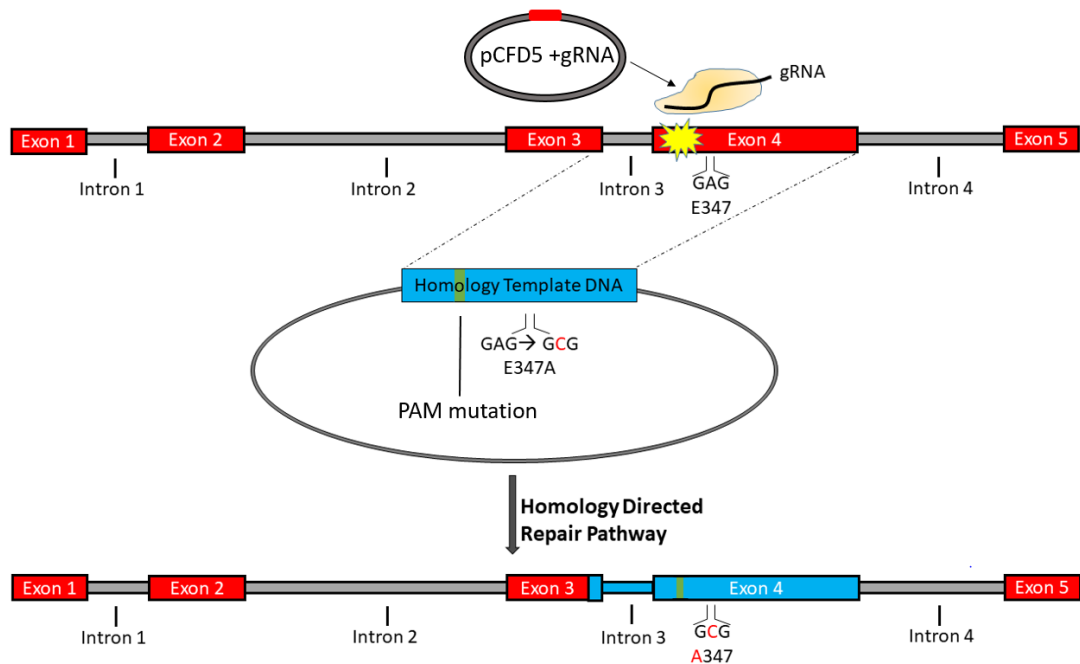 pCFD5 +gRNA
gRNA
Exon 1 Exon 2 Exon 3 Exon 4 Exon 5
Intron 1 Intron 2 Intron 3 Intron 4
GAG
E347
Homology Template DNA
GAG→ GCG
E347A
PAM mutation
Homology Directed
Repair Pathway
Exon 1 Exon 2 Exon 3 Exon 4 Exon 5
Intron 1 Intron 2 Intron 3 Intron 4
GCG
A347